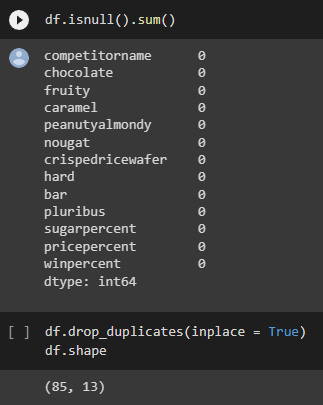 df.isnull().sum()
competitorname 0
chocolate 0
fruity 0
caramel 0
peanutyalmondy 0
nougat 0
crispedricewafer 0
hard 0
bar 0
pluribus 0
sugarpercent 0
pricepercent 0
winpercent 0
dtype: int64
[ ] df.drop_duplicates(inplace = True)
df.shape
(85, 13)